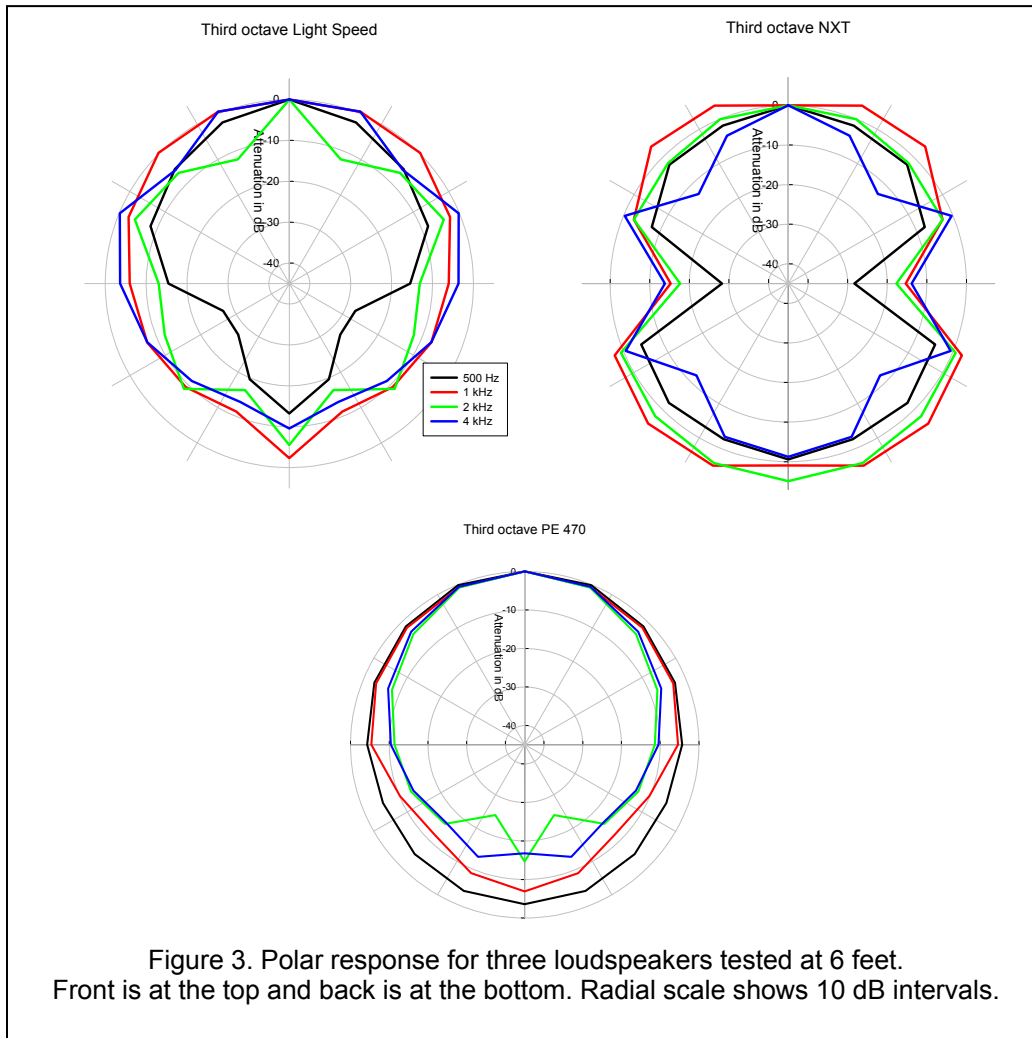 Third octave Light Speed
0
-10
-20
-30
-40
Attenuation in dB
500 Hz
1 kHz
2 kHz
4 kHz
Third octave NXT
0
-10
-20
-30
-40
Attenuation in dB
Third octave PE 470
0
-10
-20
-30
-40
Attenuation in dB
Figure 3. Polar response for three loudspeakers tested at 6 feet.
Front is at the top and back is at the bottom. Radial scale shows 10 dB intervals.